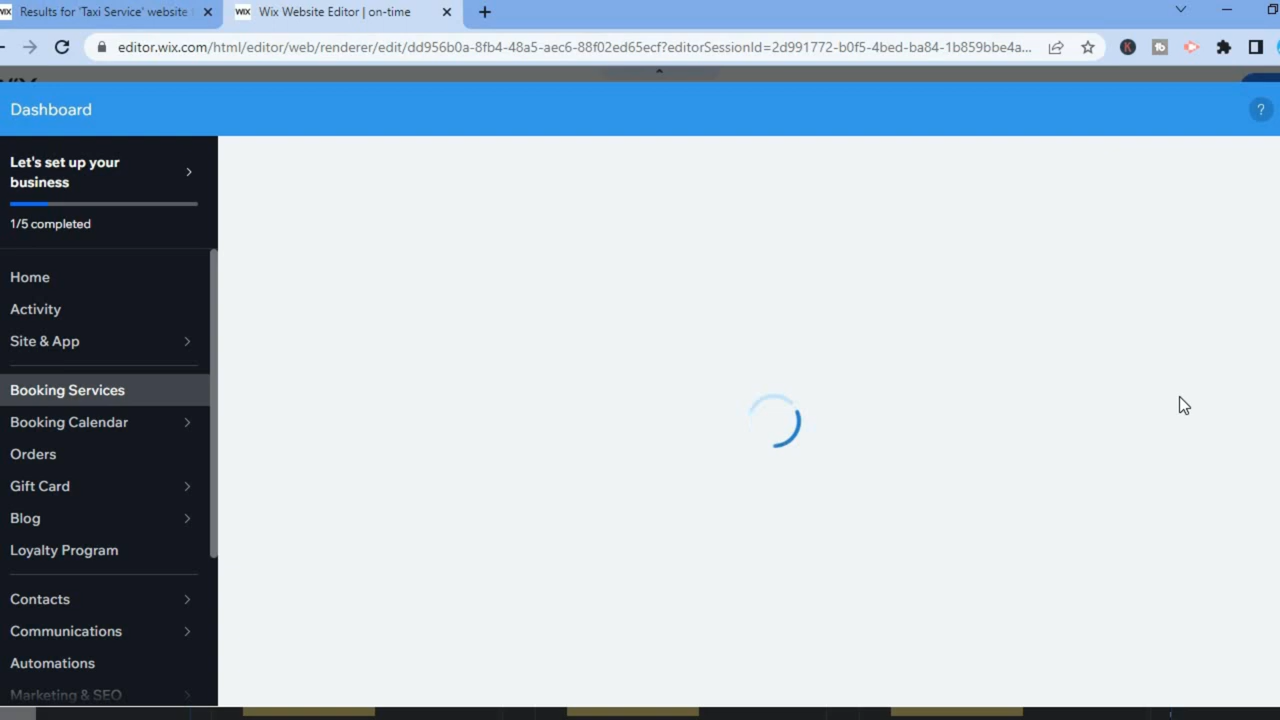 WIX Results for 'Taxi Service' website
WIX Wix Website Editor | on-time
editor.wix.com/html/editor/web/renderer/edit/dd956b0a-8fb4-48a5-aec6-88f02ed65ecf?editorSessionId=2d991772-b0f5-4bed-ba84-1b859bbe4a...
Dashboard
?
Let's set up your
business
1/5 completed
Home
Activity
Site & App
Booking Services
Booking Calendar
Orders
Gift Card
Blog
Loyalty Program
Contacts
Communications
Automations
Marketing & SEO